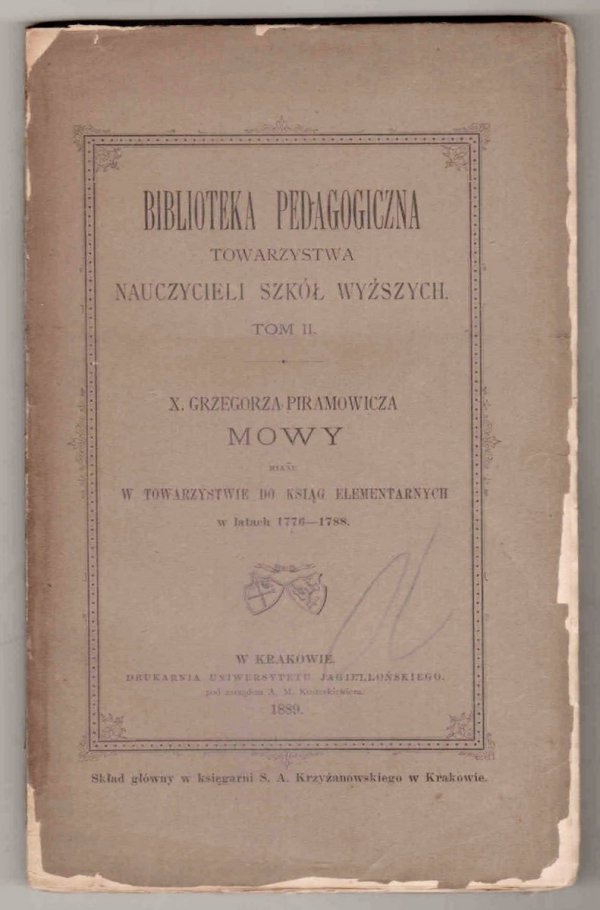 BIBLIOTEKA PEDAGOGICZNA
TOWARZYSTWA
NAUCZYCIELI SZKÓŁ WYŻSZYCH.
TOM II.
X. GRZEGORZA PIRAMOWICZA
MOWY
MIANE
W TOWARZYSTWIE DO KSIĄG ELEMENTARNYCH
w latach 1776—1788.
W KRAKOWIE.
DRUKARNIA UNIWERSYTETU JAGIELLOŃSKIEGO.
pod zarządem A. M. Kosterkiewicza.
1889.
Skład główny w księgarni S. A. Krzyżanowskiego w Krakowie.